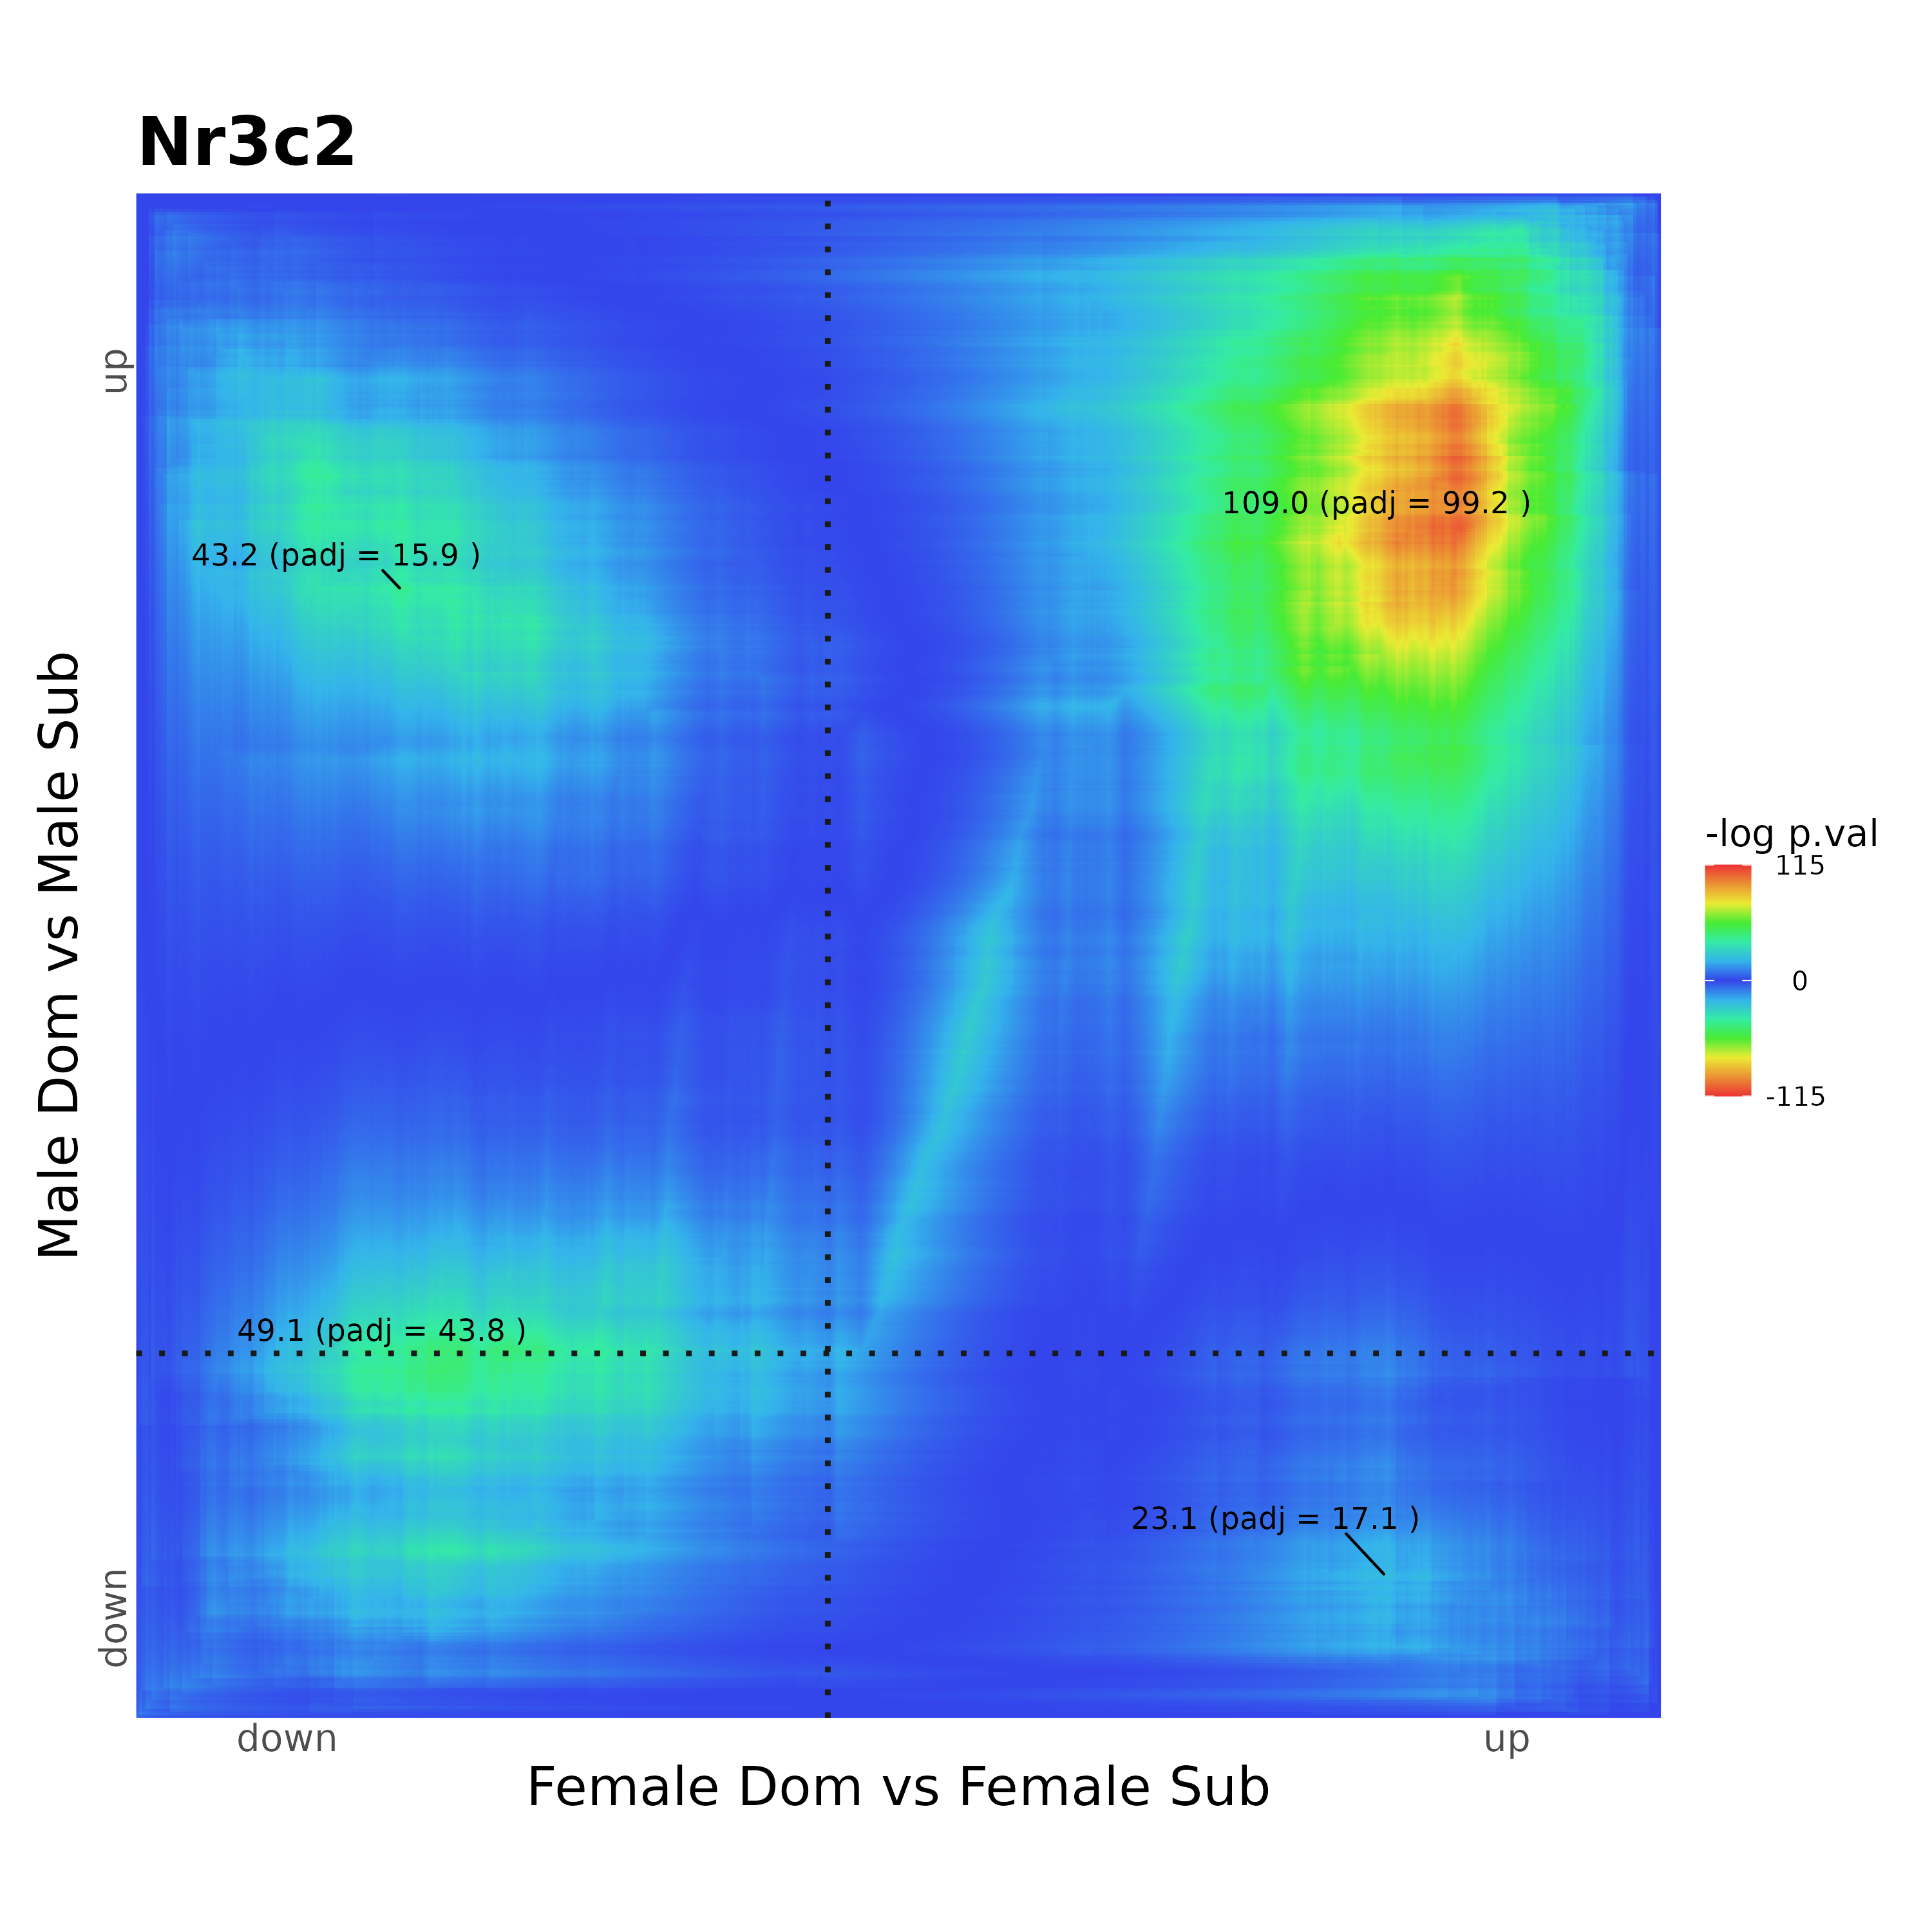 Nr3c2
up
109.0 (padj = 99.2 )
43.2 (padj = 15.9 )
Male Dom vs Male Sub
-log p.val
115
0
-115
49.1 (padj = 43.8 )
23.1 (padj = 17.1 )
down
down
up
Female Dom vs Female Sub